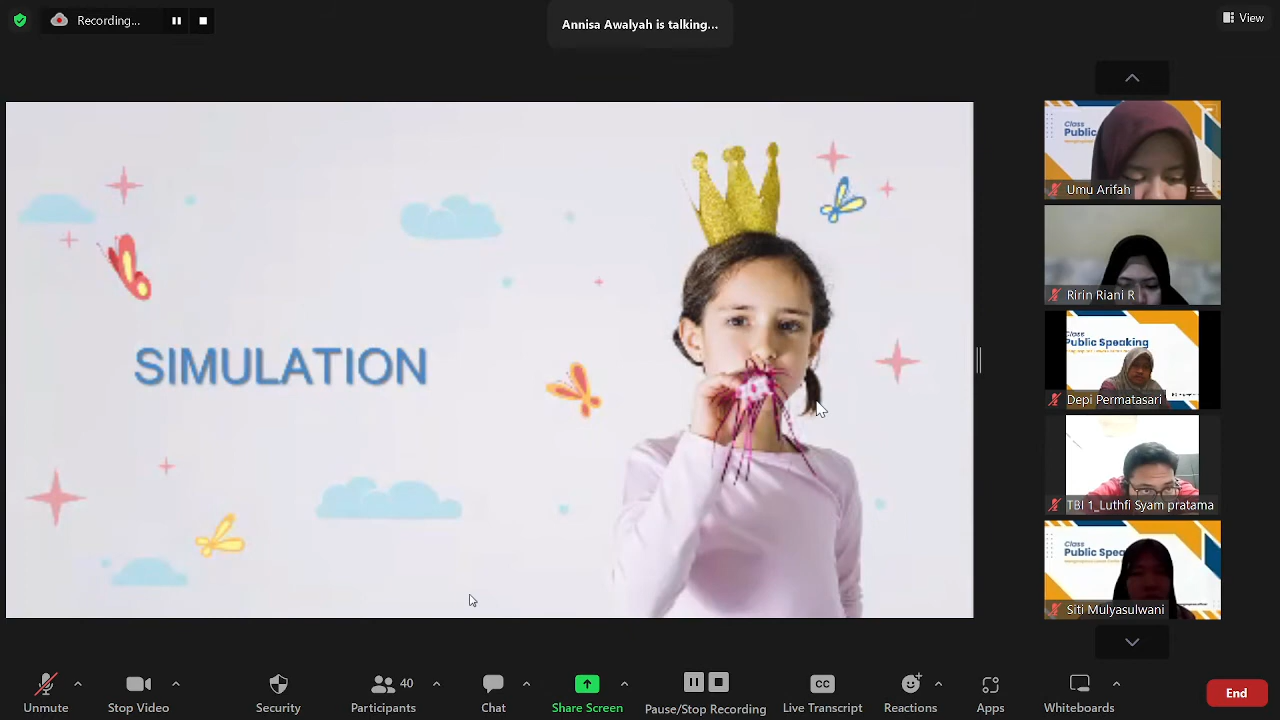 Recording...
Annisa Awalyah is talking...
View
SIMULATION
Class
Public
Umu Arifah
Ririn Riani R
Class
Public Speaking
Depi Permatasari
TBI 1_Luthfi Syam pratama
Class
Public Spea
Siti Mulyasulwani
Unmute
Stop Video
Security
Participants
40
Chat
Share Screen
Pause/Stop Recording
CC
Live Transcript
Reactions
Apps
Whiteboards
End